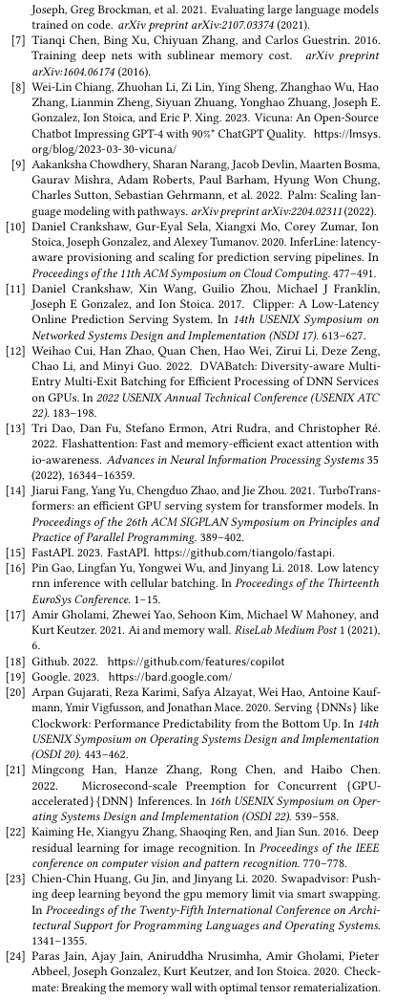 Joseph, Greg Brockman, et al. 2021. Evaluating large language models
trained on code. arXiv preprint arXiv:2107.03374 (2021).
[7] Tianqi Chen, Bing Xu, Chiyuan Zhang, and Carlos Guestrin. 2016.
Training deep nets with sublinear memory cost. arXiv preprint
arXiv:1604.06174 (2016).
[8] Wei-Lin Chiang, Zhuohan Li, Zi Lin, Ying Sheng, Zhanghao Wu, Hao
Zhang, Lianmin Zheng, Siyuan Zhuang, Yonghao Zhuang, Joseph E.
Gonzalez, Ion Stoica, and Eric P. Xing. 2023. Vicuna: An Open-Source
Chatbot Impressing GPT-4 with 90%* ChatGPT Quality. https://lmsys.
org/blog/2023-03-30-vicuna/
[9] Aakanksha Chowdhery, Sharan Narang, Jacob Devlin, Maarten Bosma,
Gaurav Mishra, Adam Roberts, Paul Barham, Hyung Won Chung,
Charles Sutton, Sebastian Gehrmann, et al. 2022. Palm: Scaling lan-
guage modeling with pathways. arXiv preprint arXiv:2204.02311 (2022).
[10] Daniel Crankshaw, Gur-Eyal Sela, Xiangxi Mo, Corey Zumar, Ion
Stoica, Joseph Gonzalez, and Alexey Tumanov. 2020. InferLine: latency-
aware provisioning and scaling for prediction serving pipelines. In
Proceedings of the 11th ACM Symposium on Cloud Computing. 477–491.
[11] Daniel Crankshaw, Xin Wang, Guilio Zhou, Michael J Franklin,
Joseph E Gonzalez, and Ion Stoica. 2017. Clipper: A Low-Latency
Online Prediction Serving System. In 14th USENIX Symposium on
Networked Systems Design and Implementation (NSDI 17). 613–627.
[12] Weihao Cui, Han Zhao, Quan Chen, Hao Wei, Zirui Li, Deze Zeng,
Chao Li, and Minyi Guo. 2022. DVABatch: Diversity-aware Multi-
Entry Multi-Exit Batching for Efficient Processing of DNN Services
on GPUs. In 2022 USENIX Annual Technical Conference (USENIX ATC
22). 183–198.
[13] Tri Dao, Dan Fu, Stefano Ermon, Atri Rudra, and Christopher Ré.
2022. Flashattention: Fast and memory-efficient exact attention with
io-awareness. Advances in Neural Information Processing Systems 35
(2022), 16344–16359.
[14] Jiarui Fang, Yang Yu, Chengduo Zhao, and Jie Zhou. 2021. TurboTrans-
formers: an efficient GPU serving system for transformer models. In
Proceedings of the 26th ACM SIGPLAN Symposium on Principles and
Practice of Parallel Programming. 389–402.
[15] FastAPI. 2023. FastAPI. https://github.com/tiangolo/fastapi.
[16] Pin Gao, Lingfan Yu, Yongwei Wu, and Jinyang Li. 2018. Low latency
rnn inference with cellular batching. In Proceedings of the Thirteenth
EuroSys Conference. 1–15.
[17] Amir Gholami, Zhewei Yao, Sehoon Kim, Michael W Mahoney, and
Kurt Keutzer. 2021. Ai and memory wall. RiseLab Medium Post 1 (2021),
6.
[18] Github. 2022. https://github.com/features/copilot
[19] Google. 2023. https://bard.google.com/
[20] Arpan Gujarati, Reza Karimi, Safya Alzayat, Wei Hao, Antoine Kauf-
mann, Ymir Vigfusson, and Jonathan Mace. 2020. Serving {DNNs} like
Clockwork: Performance Predictability from the Bottom Up. In 14th
USENIX Symposium on Operating Systems Design and Implementation
(OSDI 20). 443–462.
[21] Mingcong Han, Hanze Zhang, Rong Chen, and Haibo Chen.
2022. Microsecond-scale Preemption for Concurrent {GPU-
accelerated}{DNN} Inferences. In 16th USENIX Symposium on Oper-
ating Systems Design and Implementation (OSDI 22). 539–558.
[22] Kaiming He, Xiangyu Zhang, Shaoqing Ren, and Jian Sun. 2016. Deep
residual learning for image recognition. In Proceedings of the IEEE
conference on computer vision and pattern recognition. 770–778.
[23] Chien-Chin Huang, Gu Jin, and Jinyang Li. 2020. Swapadvisor: Push-
ing deep learning beyond the gpu memory limit via smart swapping.
In Proceedings of the Twenty-Fifth International Conference on Archi-
tectural Support for Programming Languages and Operating Systems.
1341–1355.
[24] Paras Jain, Ajay Jain, Aniruddha Nrusimha, Amir Gholami, Pieter
Abbeel, Joseph Gonzalez, Kurt Keutzer, and Ion Stoica. 2020. Check-
mate: Breaking the memory wall with optimal tensor rematerialization.